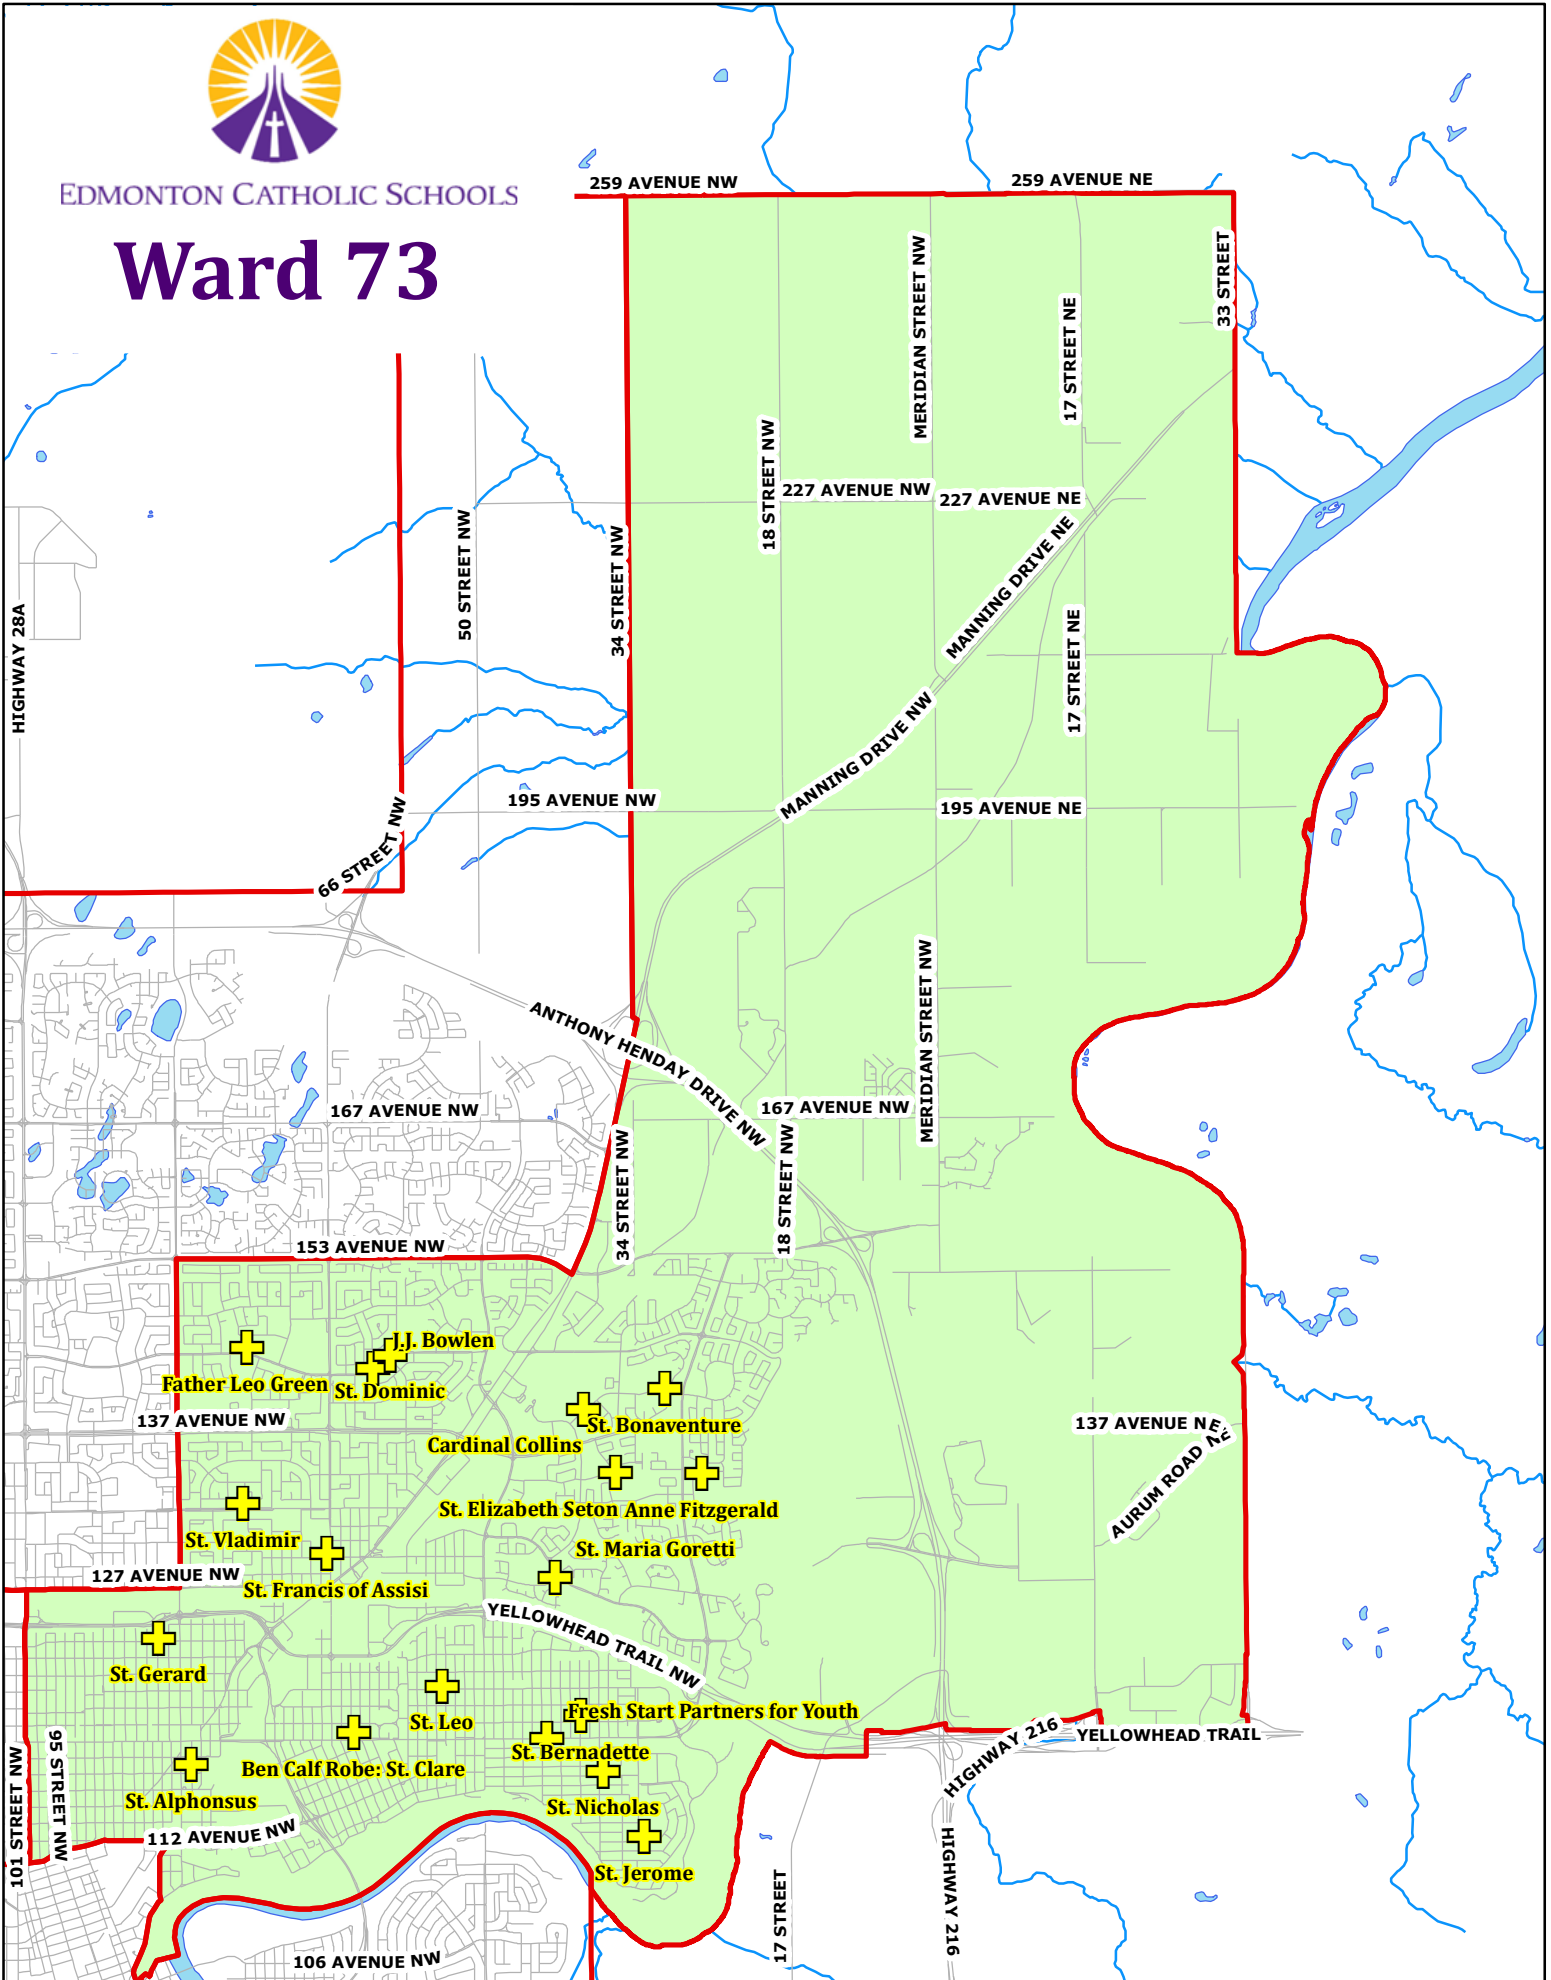 EDMONTON CATHOLIC SCHOOLS
Ward 73
259 AVENUE NW
259 AVENUE NE
MERIDIAN STREET NW
33 STREET
17 STREET NE
18 STREET NW
227 AVENUE NW
227 AVENUE NE
50 STREET NW
34 STREET NW
MANNING DRIVE NE
HIGHWAY 28A
17 STREET NE
MANNING DRIVE NW
195 AVENUE NW
195 AVENUE NE
66 STREET NW
MERIDIAN STREET NW
ANTHONY HENDAY DRIVE NW
167 AVENUE NW
167 AVENUE NW
34 STREET NW
18 STREET NW
153 AVENUE NW
J.J. Bowlen
Father Leo Green
St. Dominic
137 AVENUE NW
St. Bonaventure
137 AVENUE NE
Cardinal Collins
AURUM ROAD NE
St. Elizabeth Seton
Anne Fitzgerald
St. Vladimir
St. Maria Goretti
127 AVENUE NW
St. Francis of Assisi
YELLOWHEAD TRAIL NW
St. Gerard
Fresh Start Partners for Youth
St. Leo
YELLOWHEAD TRAIL
HIGHWAY 216
St. Bernadette
95 STREET NW
101 STREET NW
Ben Calf Robe: St. Clare
St. Alphonsus
St. Nicholas
112 AVENUE NW
St. Jerome
17 STREET
HIGHWAY 216
106 AVENUE NW